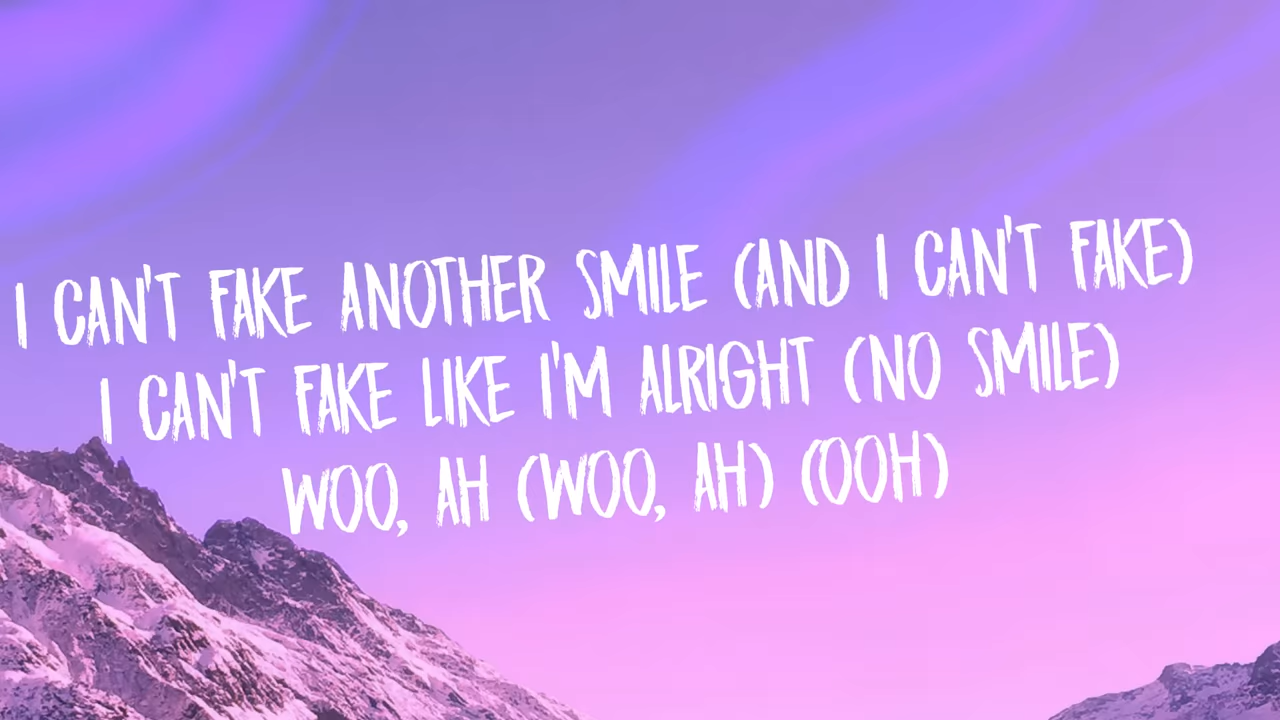 I CAN'T FAKE ANOTHER SMILE (AND I CAN'T FAKE)
I CAN'T FAKE LIKE I'M ALRIGHT (NO SMILE)
WOO, AH (WOO, AH) (OOH)